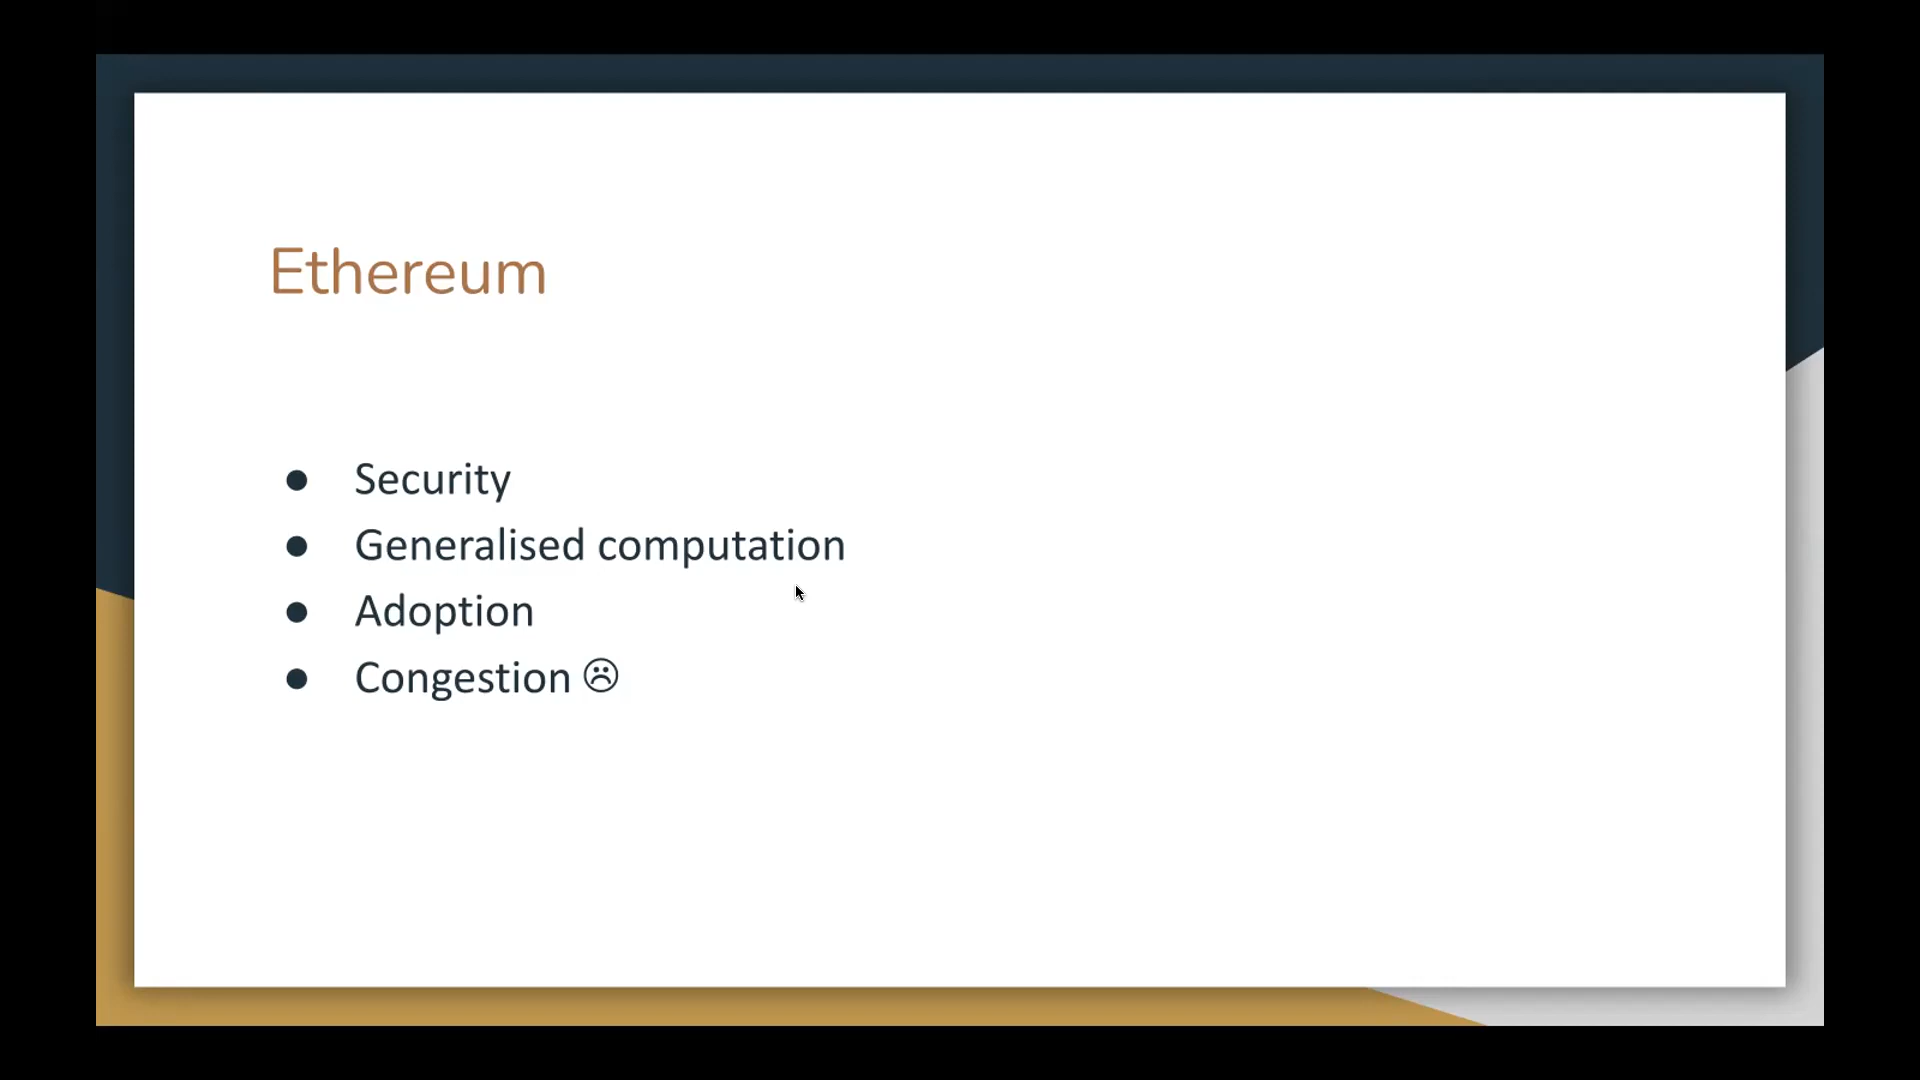 Ethereum
● Security
● Generalised computation
● Adoption
● Congestion ☹